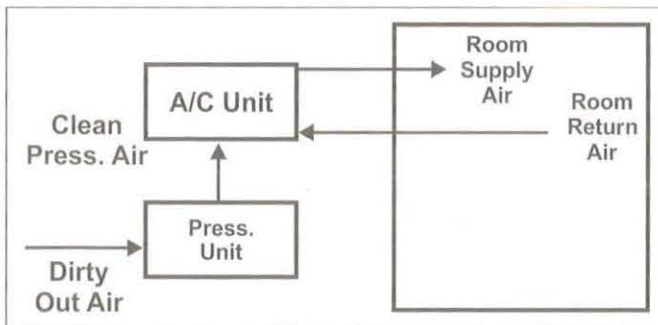 Room
Supply
Air
A/C Unit
Room
Return
Air
Clean
Press. Air
Press.
Unit
Dirty
Out Air